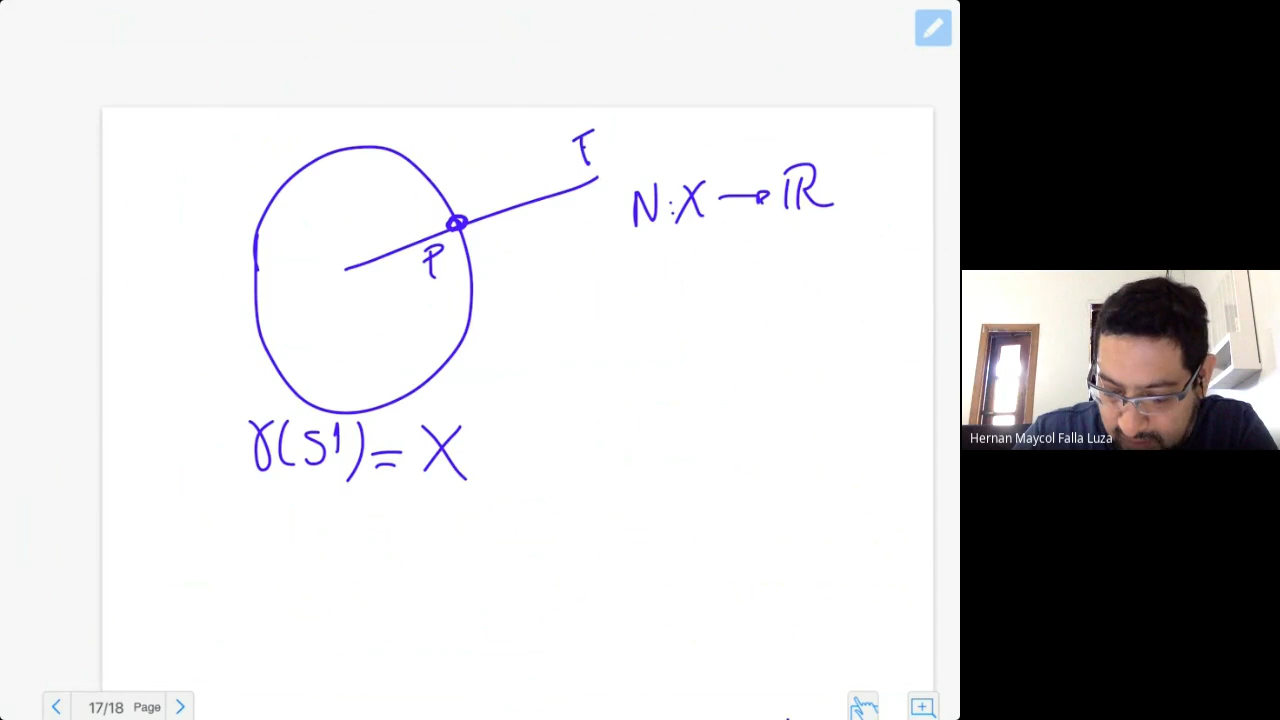 T
N:X → ℝ
P
γ(S¹) = X
Hernan Maycol Falla Luza
17/18 Page